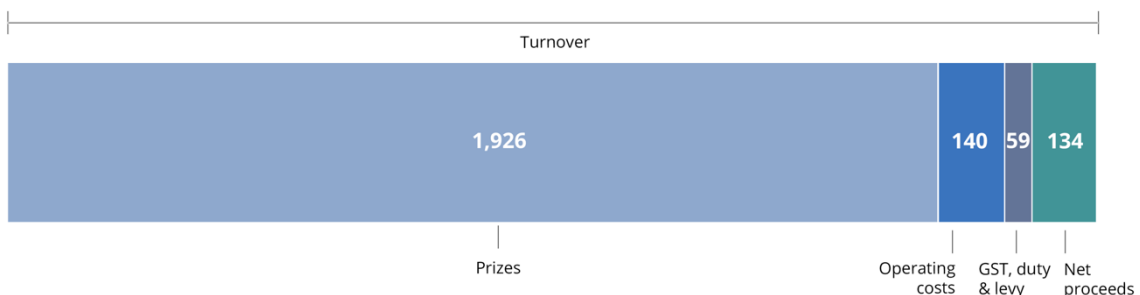 Turnover
1,926
140
59
134
Prizes
Operating
costs
GST, duty
& levy
Net
proceeds